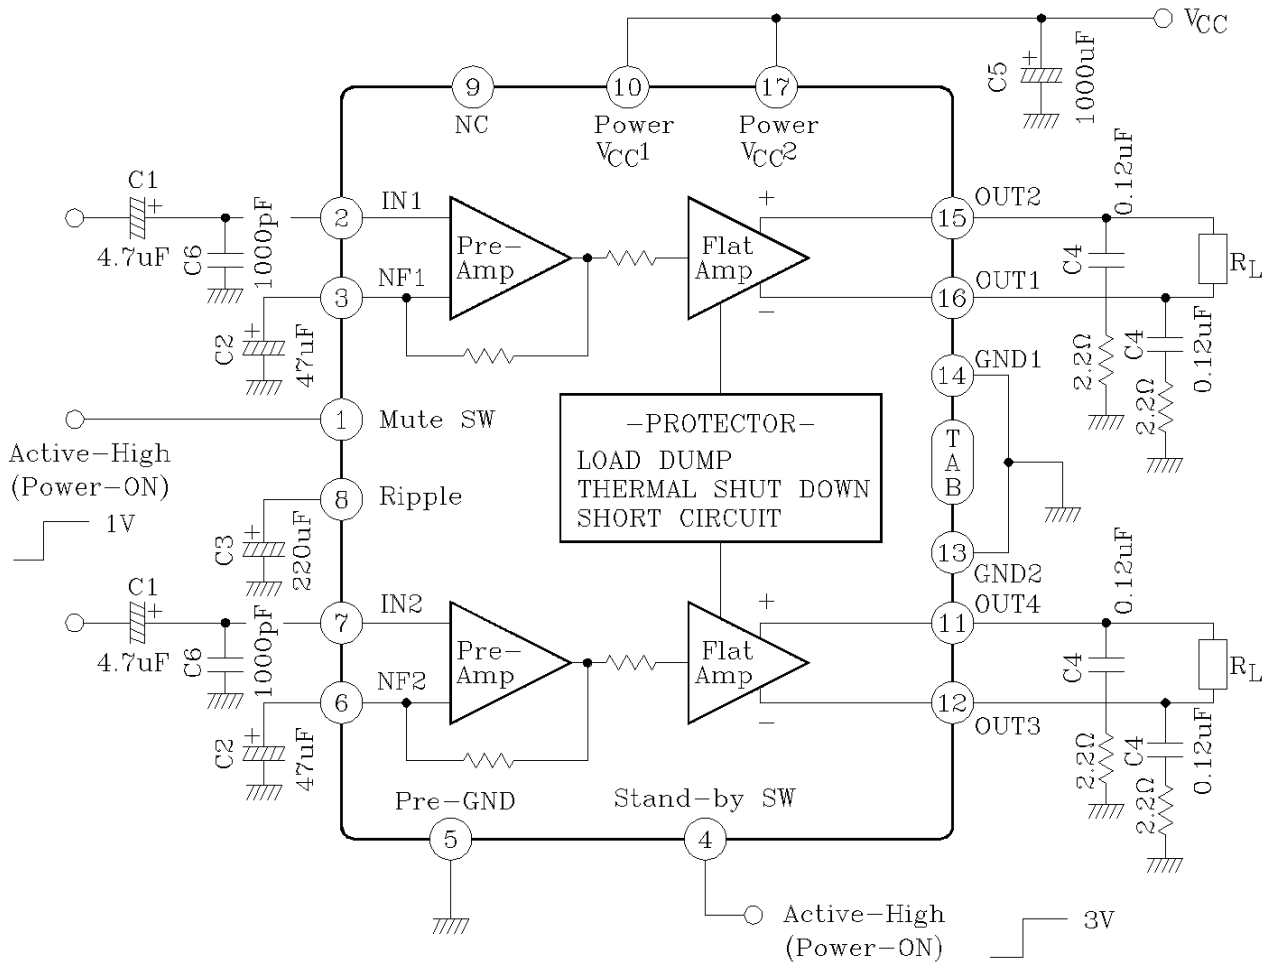 VCC
C5
+
1000uF
9
10
17
NC
Power
VCC1
Power
VCC2
C1
+
4.7uF
C6
1000pF
2
IN1
Pre-
Amp
+
Flat
Amp
-
15
OUT2
0.12uF
C4
2.2Ω
RL
3
NF1
+
C2
47uF
16
OUT1
C4
0.12uF
2.2Ω
14
GND1
1
Mute SW
Active-High
(Power-ON)
1V
-PROTECTOR-
LOAD DUMP
THERMAL SHUT DOWN
SHORT CIRCUIT
TAB
8
Ripple
+
C3
220uF
13
GND2
C1
+
4.7uF
C6
1000pF
7
IN2
Pre-
Amp
+
Flat
Amp
-
OUT4
11
0.12uF
C4
2.2Ω
RL
6
NF2
+
C2
47uF
12
OUT3
C4
0.12uF
2.2Ω
Pre-GND
5
Stand-by SW
4
Active-High
(Power-ON)
3V